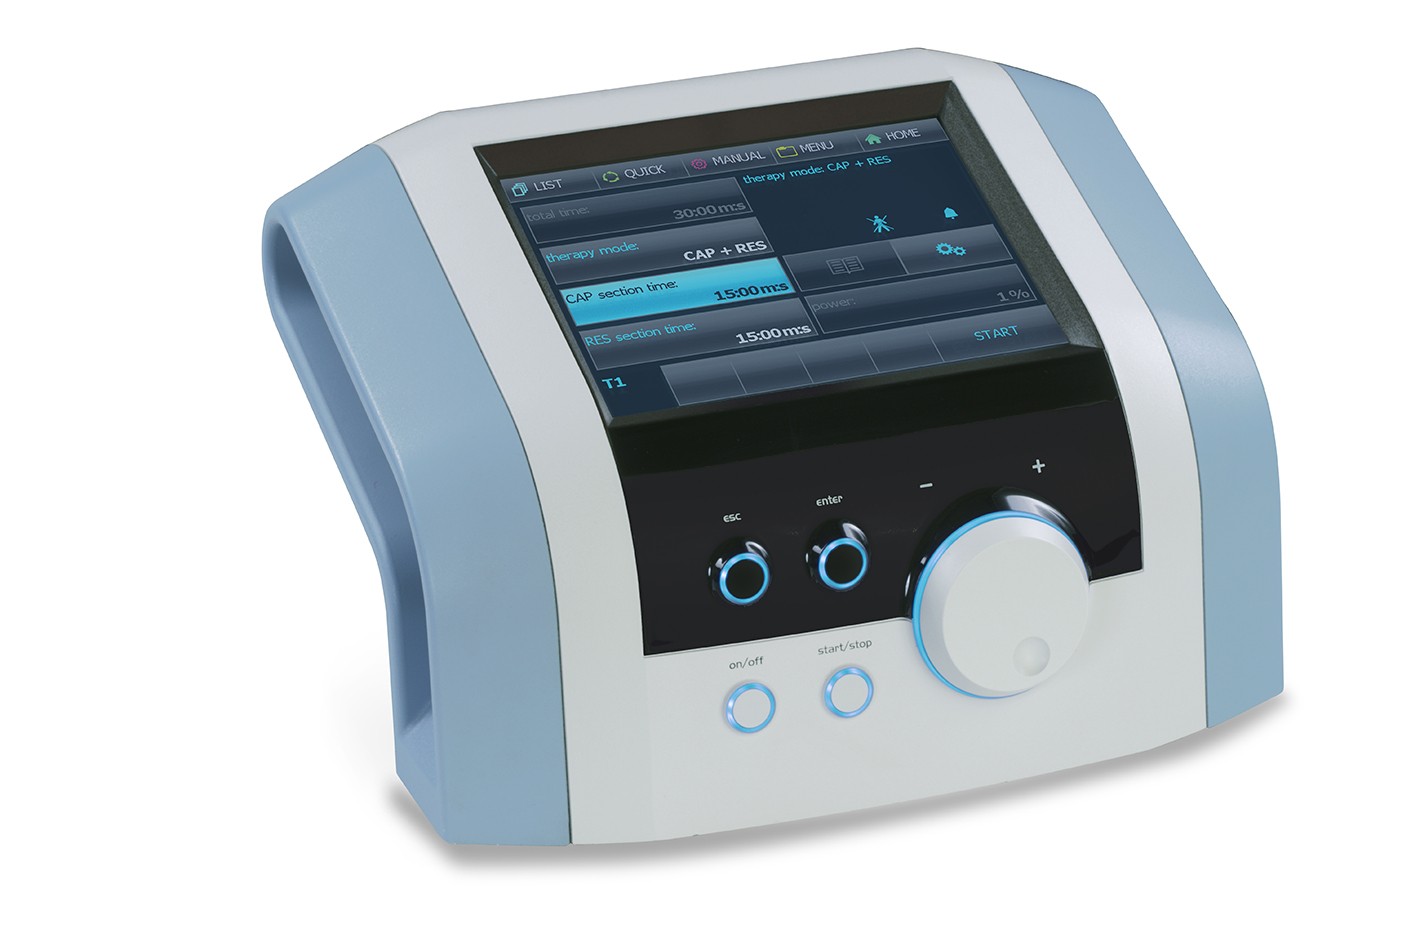 LIST QUICK MANUAL MENU HOME
total time: 30:00 m:s
therapy mode: CAP + RES
therapy mode: CAP + RES
CAP section time: 15:00 m:s
RES section time: 15:00 m:s
power: 1%
T1
START
esc
enter
− +
on/off
start/stop